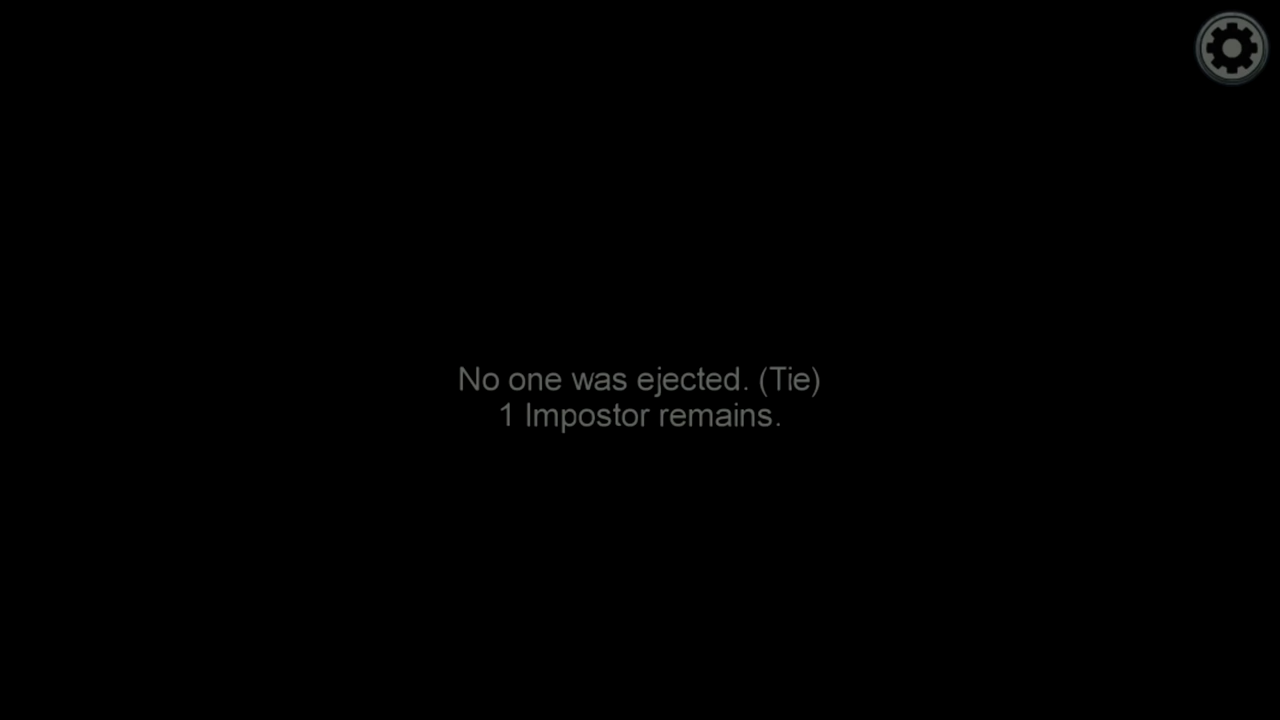 No one was ejected. (Tie)
1 Impostor remains.